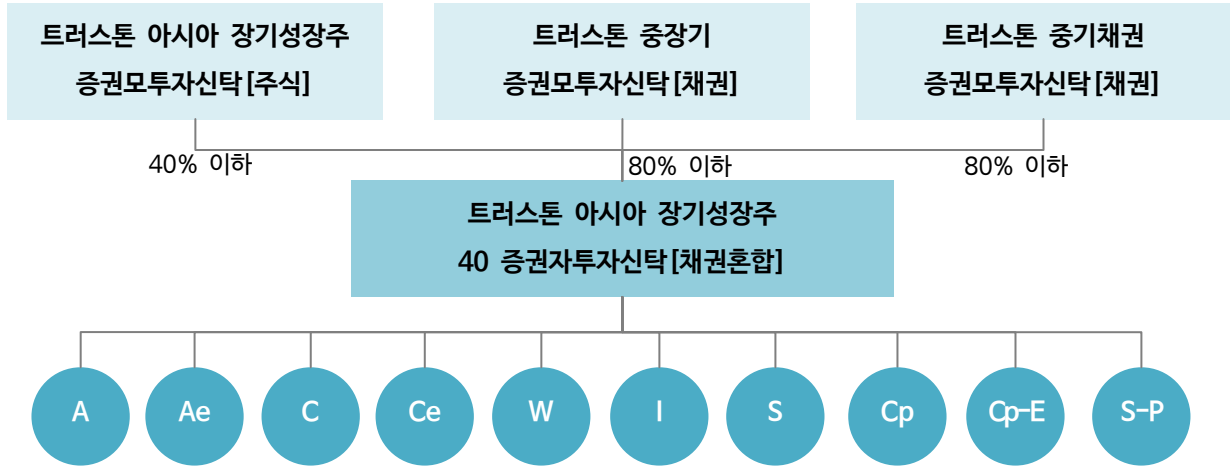 트러스톤 아시아 장기성장주
증권모투자신탁[주식]
트러스톤 중장기
증권모투자신탁[채권]
트러스톤 중기채권
증권모투자신탁[채권]
40% 이하
80% 이하
80% 이하
트러스톤 아시아 장기성장주
40 증권자투자신탁[채권혼합]
A
Ae
C
Ce
W
I
S
Cp
Cp-E
S-P